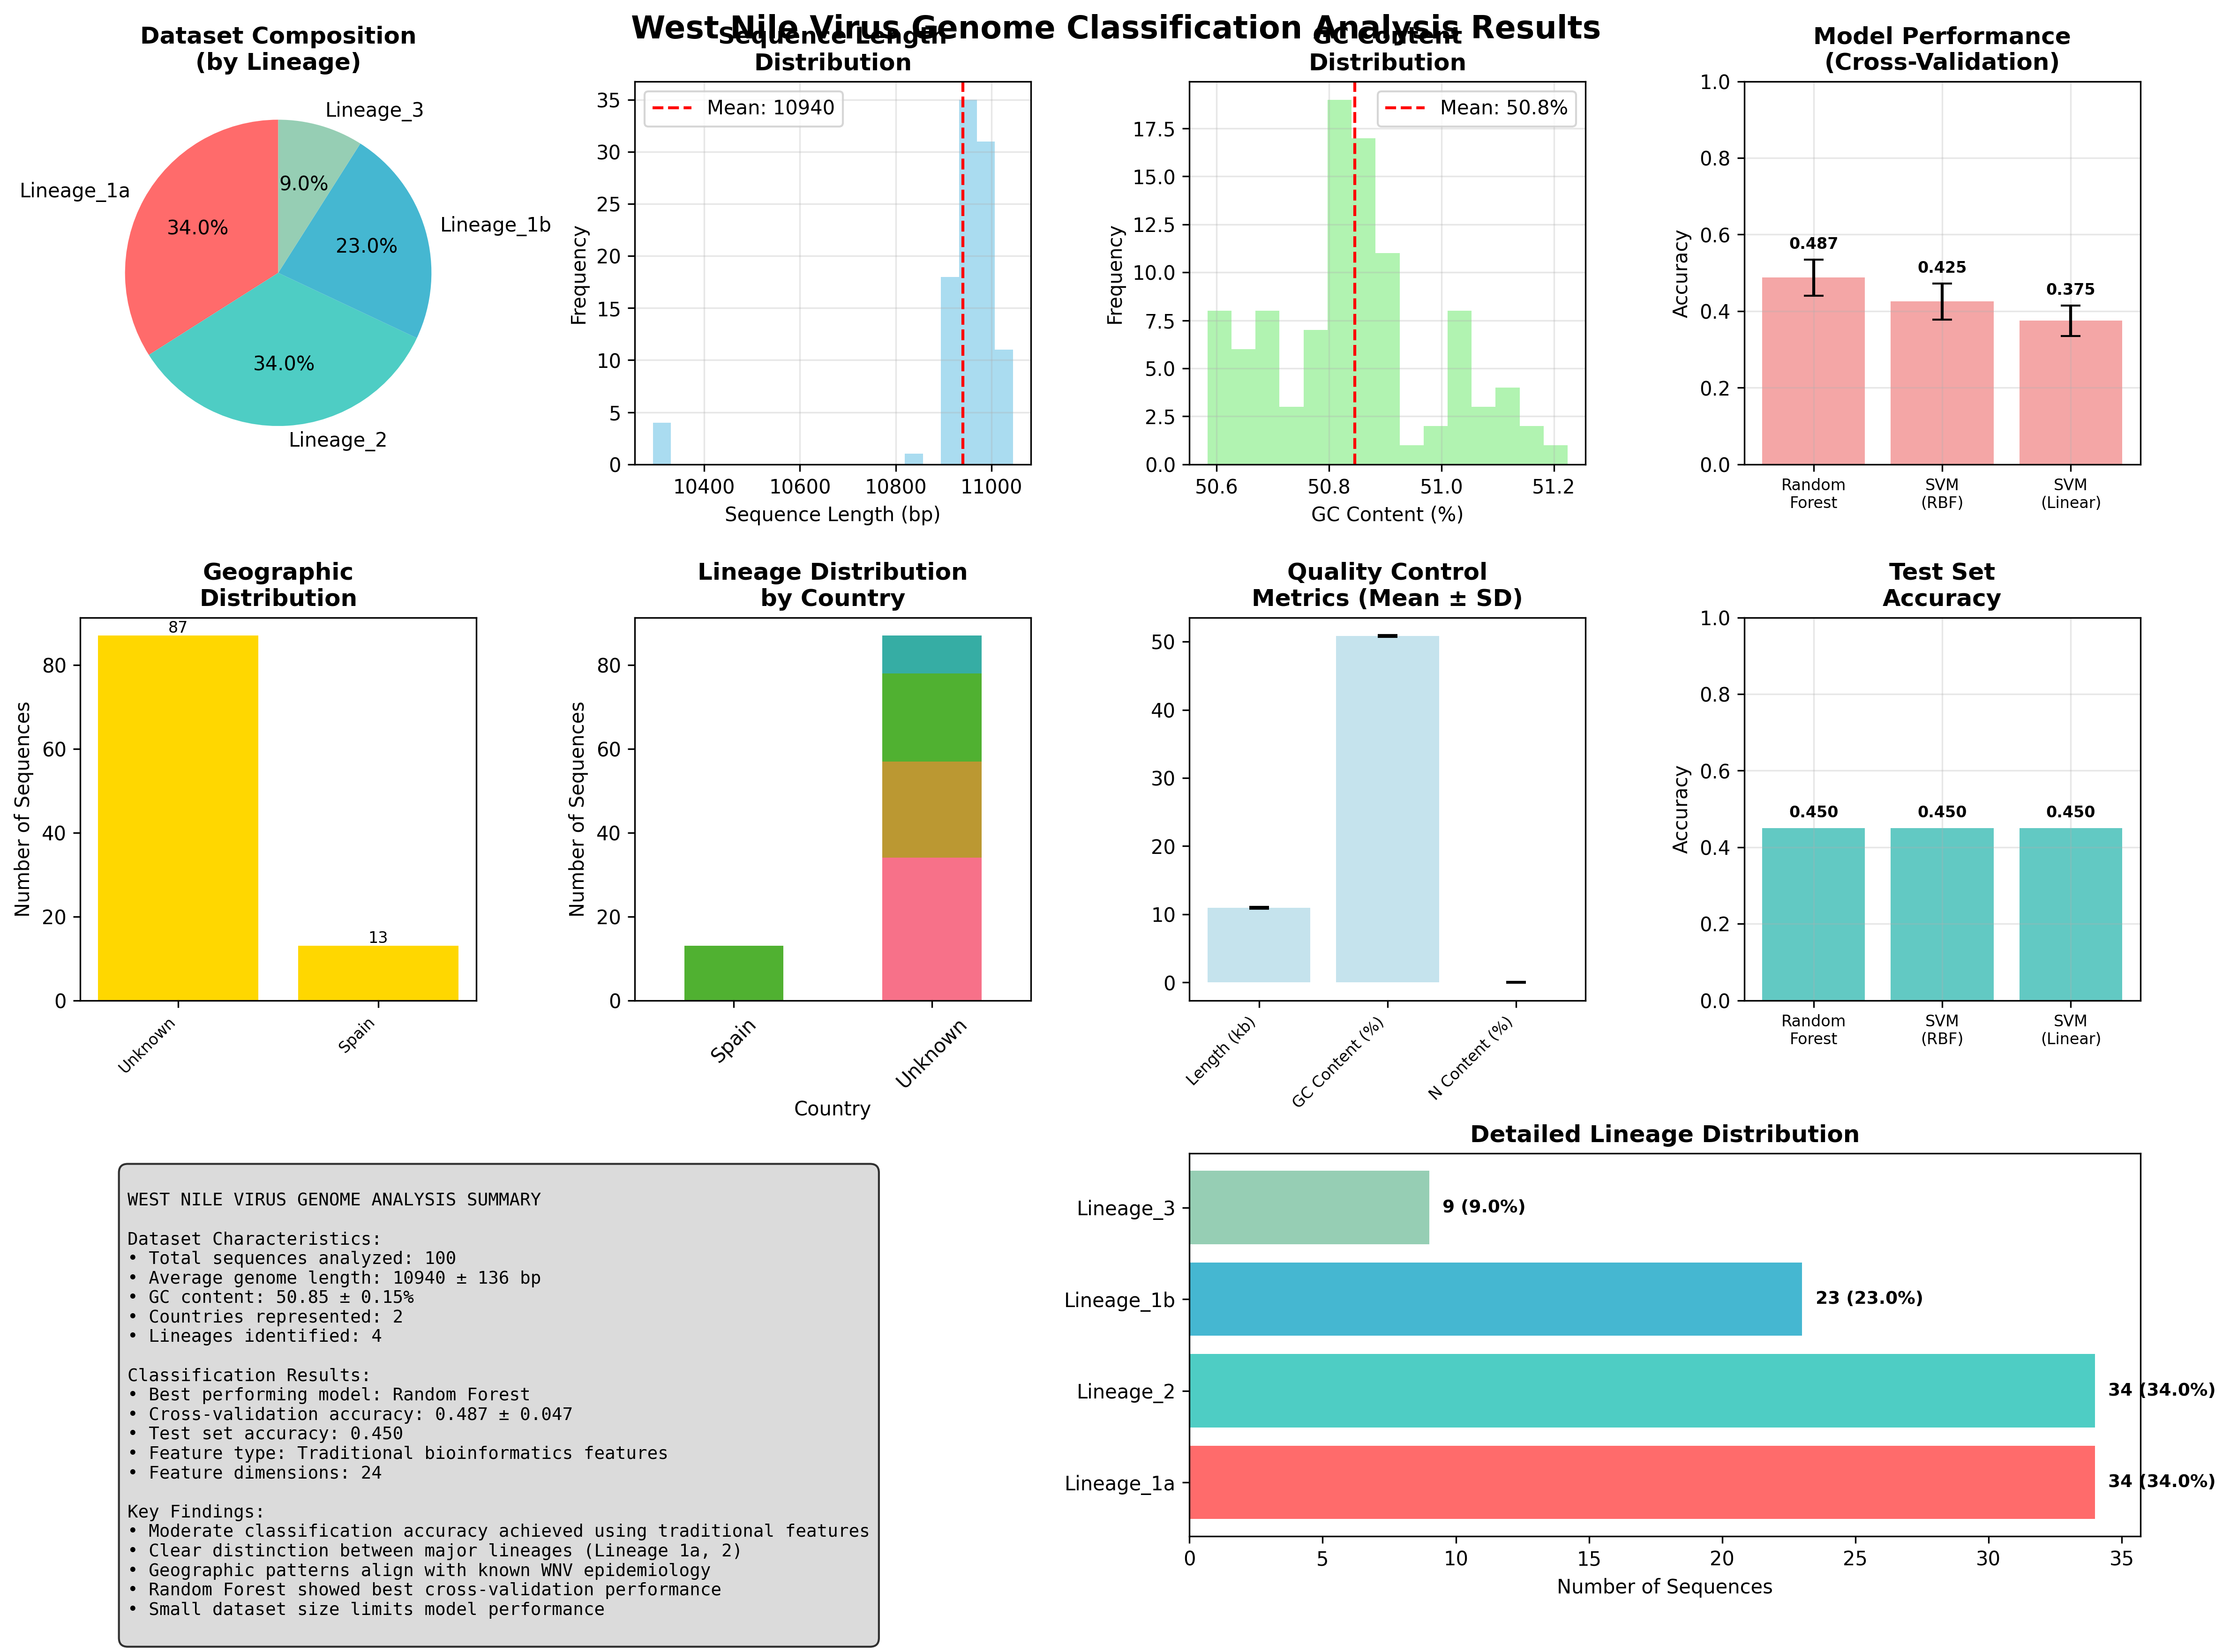 West Nile Virus Genome Classification Analysis Results
Dataset Composition
(by Lineage)
Lineage_3
Lineage_1a
9.0%
Lineage_1b
34.0%
23.0%
34.0%
Lineage_2
Sequence Length
Distribution
Mean: 10940
Frequency
35
30
25
20
15
10
5
0
10400 10600 10800 11000
Sequence Length (bp)
GC Content
Distribution
Mean: 50.8%
Frequency
17.5
15.0
12.5
10.0
7.5
5.0
2.5
0.0
50.6 50.8 51.0 51.2
GC Content (%)
Model Performance
(Cross-Validation)
Accuracy
1.0
0.8
0.6
0.4
0.2
0.0
0.487
0.425
0.375
Random
Forest
SVM
(RBF)
SVM
(Linear)
Geographic
Distribution
Number of Sequences
80
60
40
20
0
87
13
Unknown
Spain
Lineage Distribution
by Country
Number of Sequences
80
60
40
20
0
Spain
Unknown
Country
Quality Control
Metrics (Mean ± SD)
50
40
30
20
10
0
Length (kb)
GC Content (%)
N Content (%)
Test Set
Accuracy
Accuracy
1.0
0.8
0.6
0.4
0.2
0.0
0.450
0.450
0.450
Random
Forest
SVM
(RBF)
SVM
(Linear)
WEST NILE VIRUS GENOME ANALYSIS SUMMARY
Dataset Characteristics:
• Total sequences analyzed: 100
• Average genome length: 10940 ± 136 bp
• GC content: 50.85 ± 0.15%
• Countries represented: 2
• Lineages identified: 4
Classification Results:
• Best performing model: Random Forest
• Cross-validation accuracy: 0.487 ± 0.047
• Test set accuracy: 0.450
• Feature type: Traditional bioinformatics features
• Feature dimensions: 24
Key Findings:
• Moderate classification accuracy achieved using traditional features
• Clear distinction between major lineages (Lineage 1a, 2)
• Geographic patterns align with known WNV epidemiology
• Random Forest showed best cross-validation performance
• Small dataset size limits model performance
Detailed Lineage Distribution
Lineage_3
9 (9.0%)
Lineage_1b
23 (23.0%)
Lineage_2
34 (34.0%)
Lineage_1a
34 (34.0%)
0 5 10 15 20 25 30 35
Number of Sequences